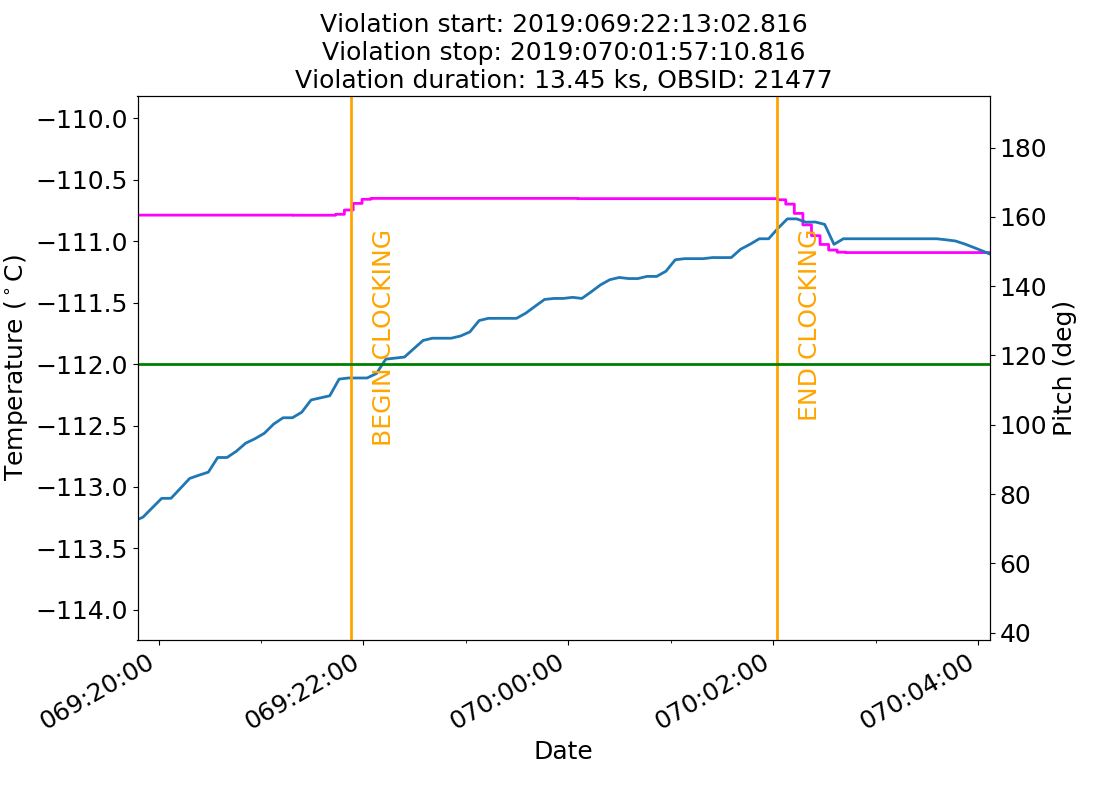 Violation start: 2019:069:22:13:02.816
Violation stop: 2019:070:01:57:10.816
Violation duration: 13.45 ks, OBSID: 21477
−110.0
−110.5
−111.0
−111.5
−112.0
−112.5
−113.0
−113.5
−114.0
Temperature (°C)
BEGIN CLOCKING
END CLOCKING
180
160
140
120
100
80
60
40
Pitch (deg)
069:20:00
069:22:00
070:00:00
070:02:00
070:04:00
Date